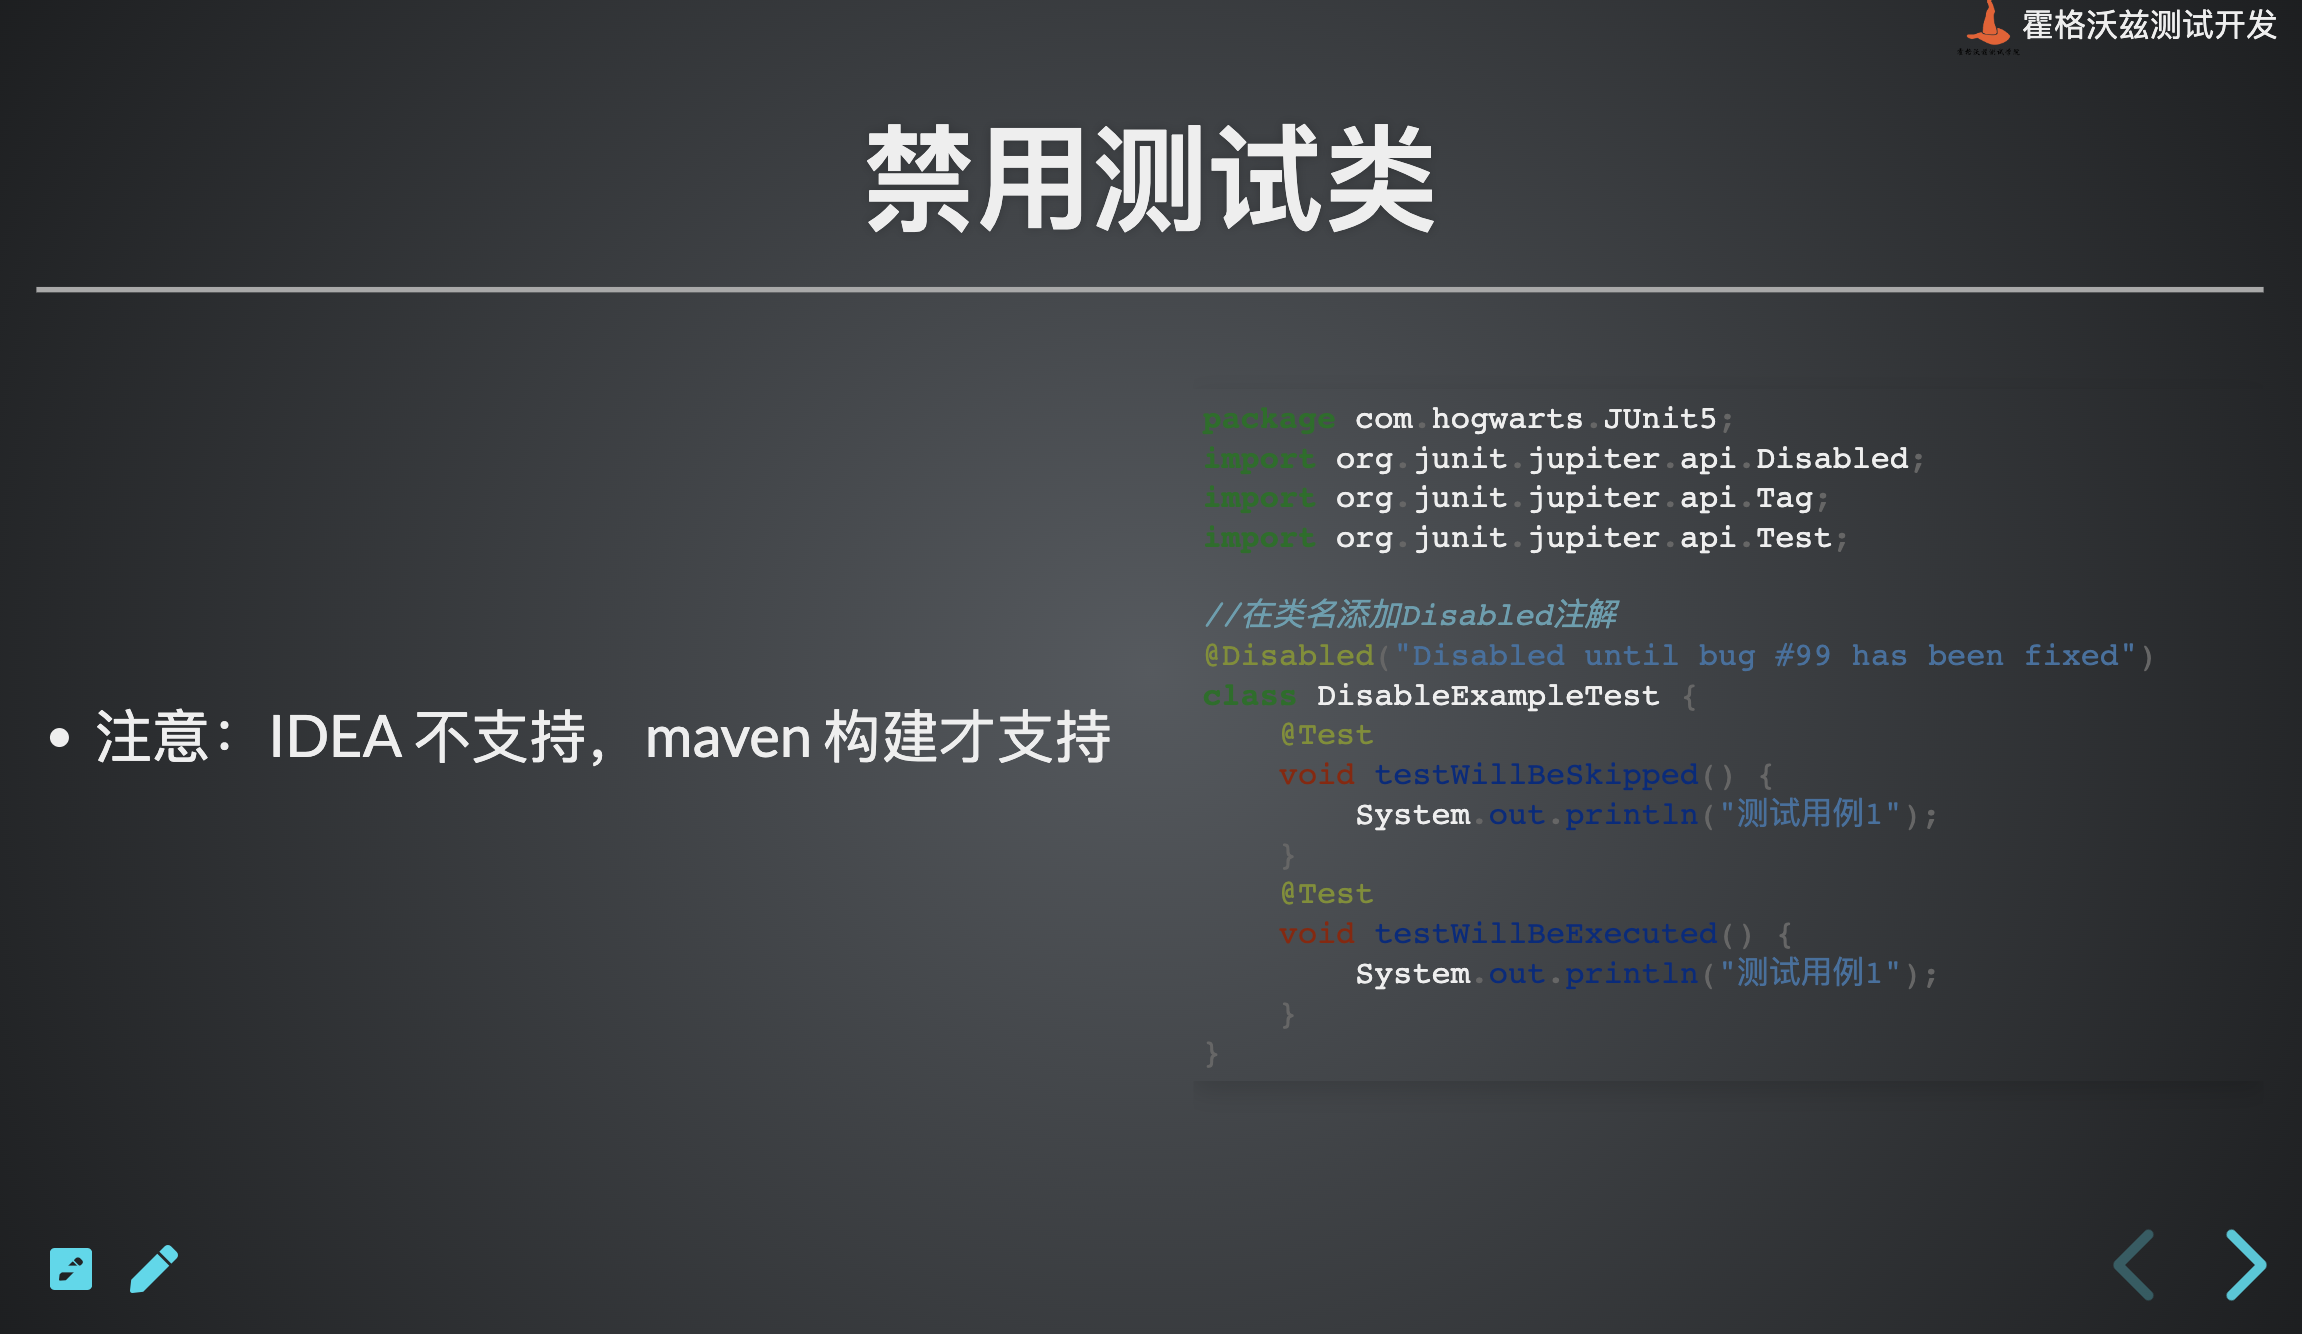 霍格沃兹测试开发
禁用测试类
• 注意：IDEA 不支持，maven 构建才支持
package com.hogwarts.JUnit5;
import org.junit.jupiter.api.Disabled;
import org.junit.jupiter.api.Tag;
import org.junit.jupiter.api.Test;

//在类名添加Disabled注解
@Disabled("Disabled until bug #99 has been fixed")
class DisableExampleTest {
    @Test
    void testWillBeSkipped() {
        System.out.println("测试用例1");
    }
    @Test
    void testWillBeExecuted() {
        System.out.println("测试用例1");
    }
}